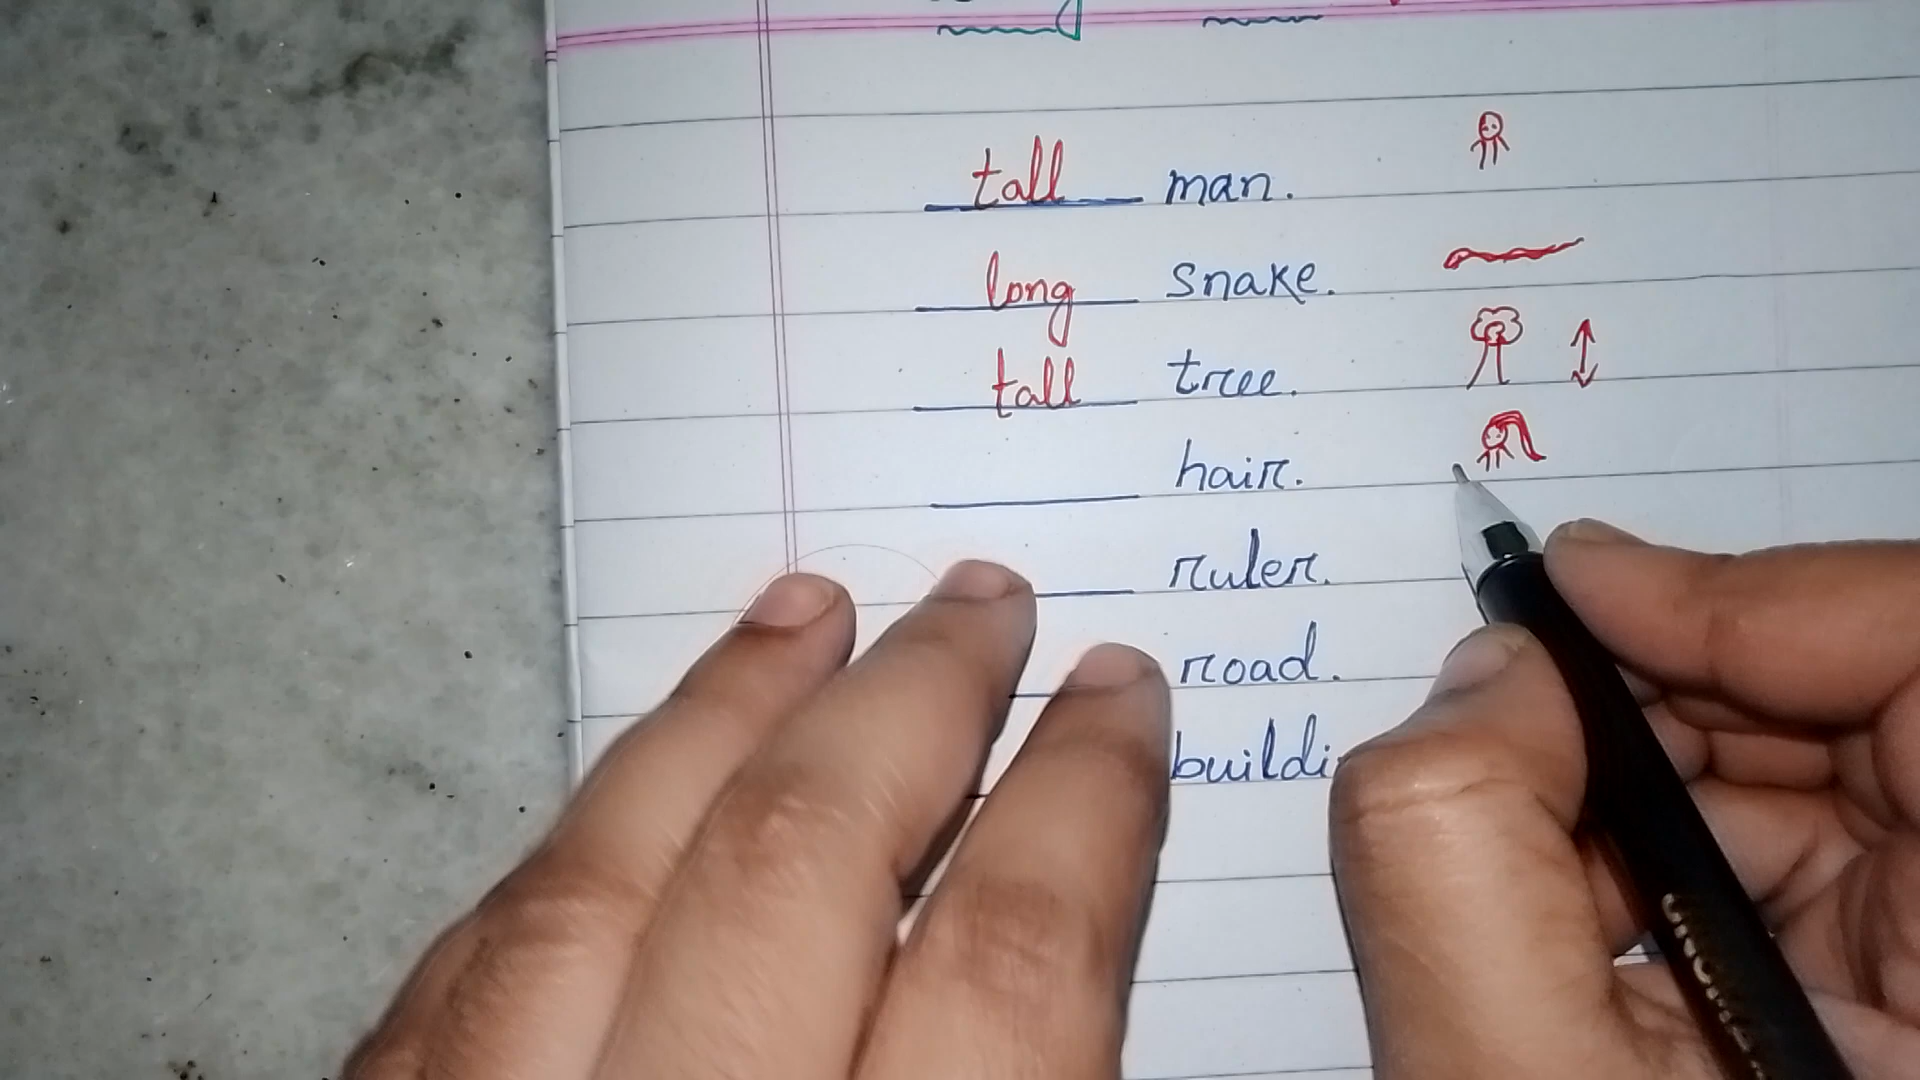 tall man.
long snake.
tall tree.
hair.
ruler.
road.
buildi